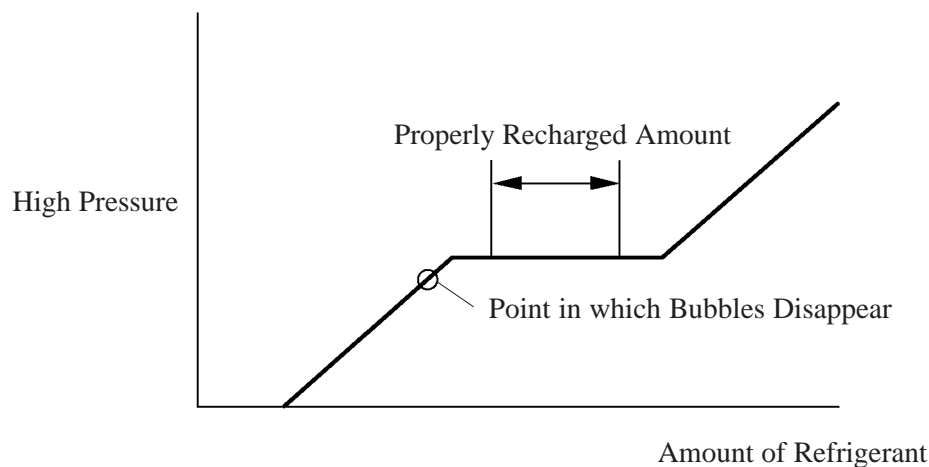 Properly Recharged Amount
High Pressure
Point in which Bubbles Disappear
Amount of Refrigerant